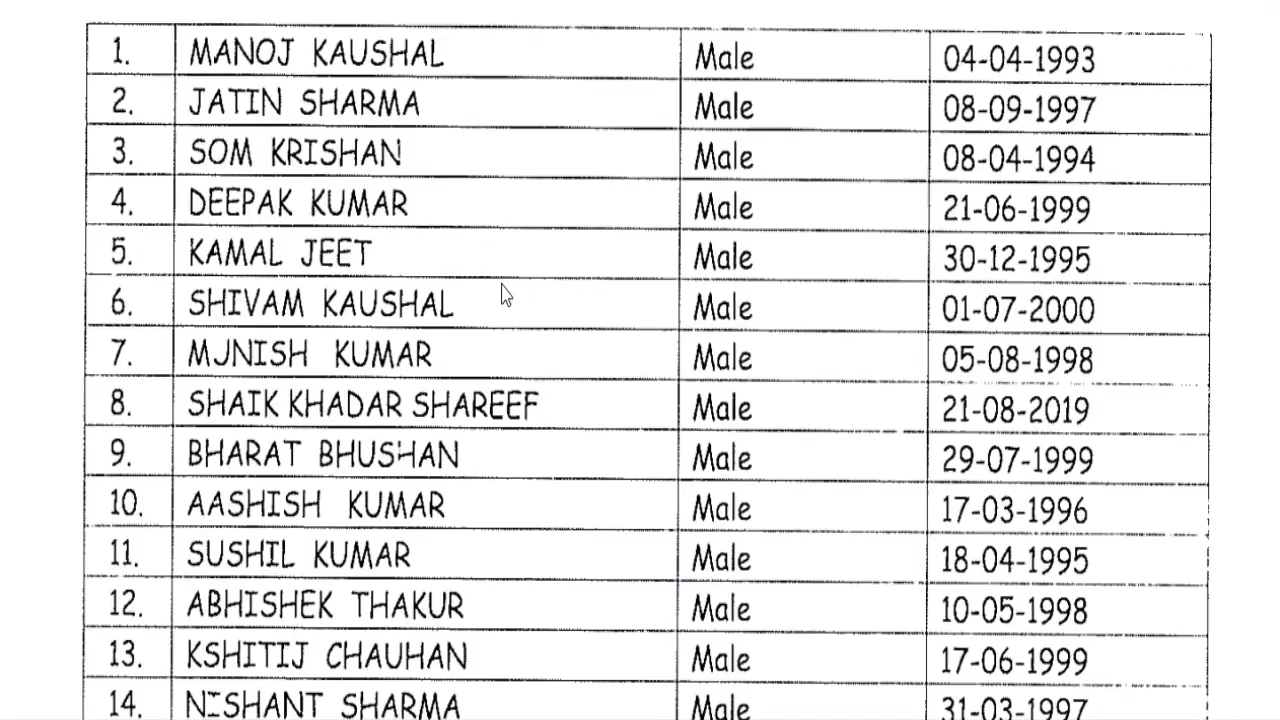 1. MANOJ KAUSHAL Male 04-04-1993
2. JATIN SHARMA Male 08-09-1997
3. SOM KRISHAN Male 08-04-1994
4. DEEPAK KUMAR Male 21-06-1999
5. KAMAL JEET Male 30-12-1995
6. SHIVAM KAUSHAL Male 01-07-2000
7. MUNISH KUMAR Male 05-08-1998
8. SHAIK KHADAR SHAREEF Male 21-08-2019
9. BHARAT BHUSHAN Male 29-07-1999
10. AASHISH KUMAR Male 17-03-1996
11. SUSHIL KUMAR Male 18-04-1995
12. ABHISHEK THAKUR Male 10-05-1998
13. KSHITIJ CHAUHAN Male 17-06-1999
14. NISHANT SHARMA Male 31-03-1997